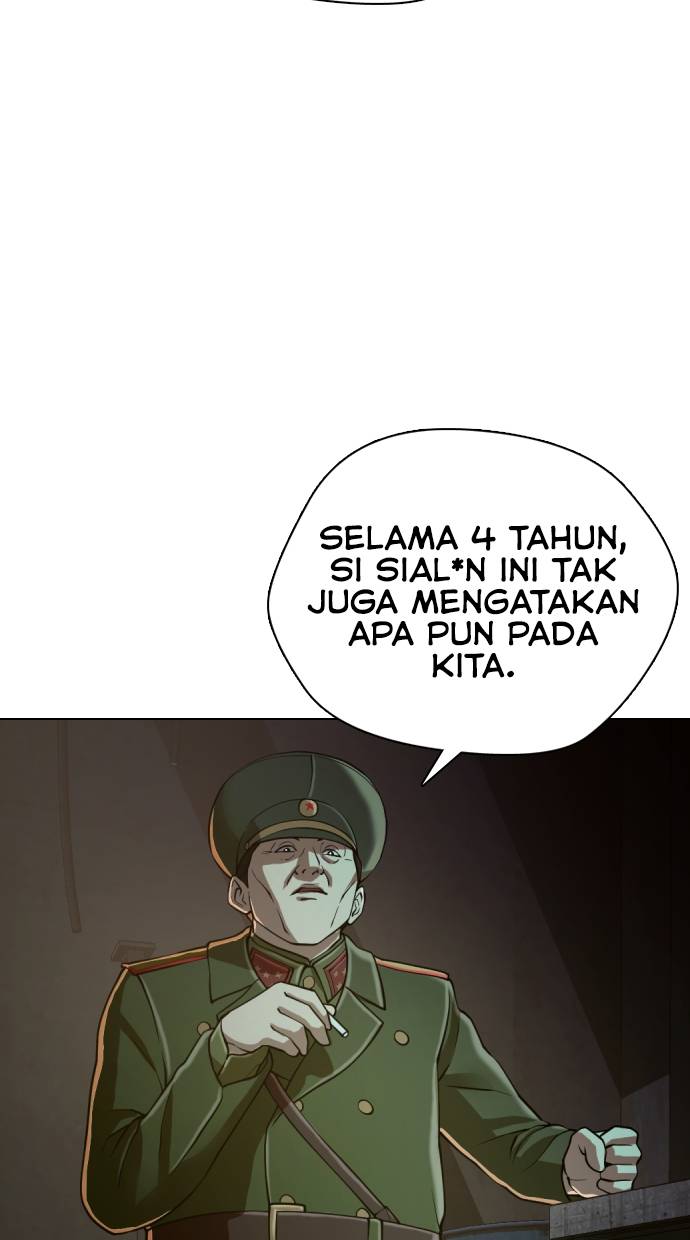 SELAMA 4 TAHUN,
SI SIAL*N INI TAK
JUGA MENGATAKAN
APA PUN PADA
KITA.